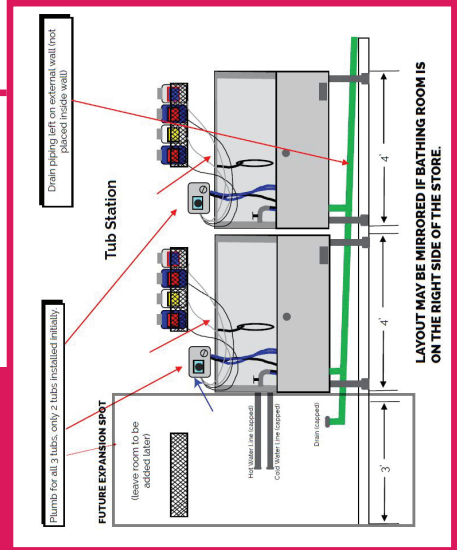 Plumb for all 3 tubs, only 2 tubs installed initially.
Drain piping left on external wall (not
placed inside wall)
Tub Station
FUTURE EXPANSION SPOT
(leave room to be
added later)
Hot Water Line (capped)
Cold Water Line (capped)
Drain (capped)
3'
4'
4'
LAYOUT MAY BE MIRRORED IF BATHING ROOM IS
ON THE RIGHT SIDE OF THE STORE.